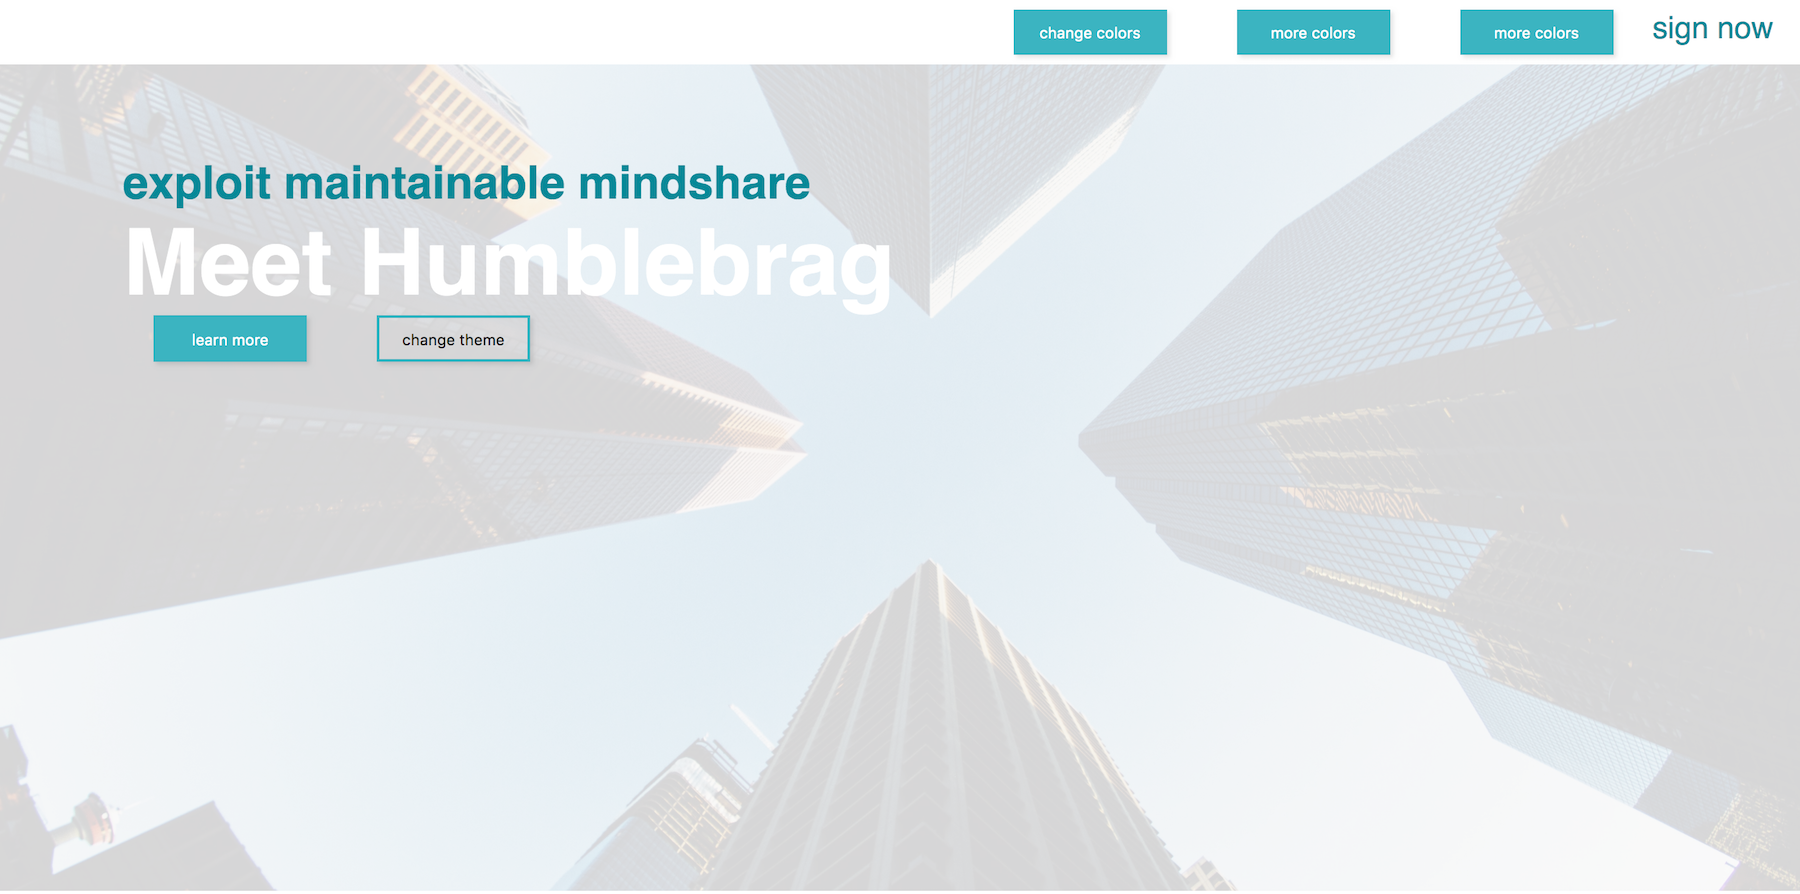 change colors more colors more colors sign now
exploit maintainable mindshare
Meet Humblebrag
learn more change theme